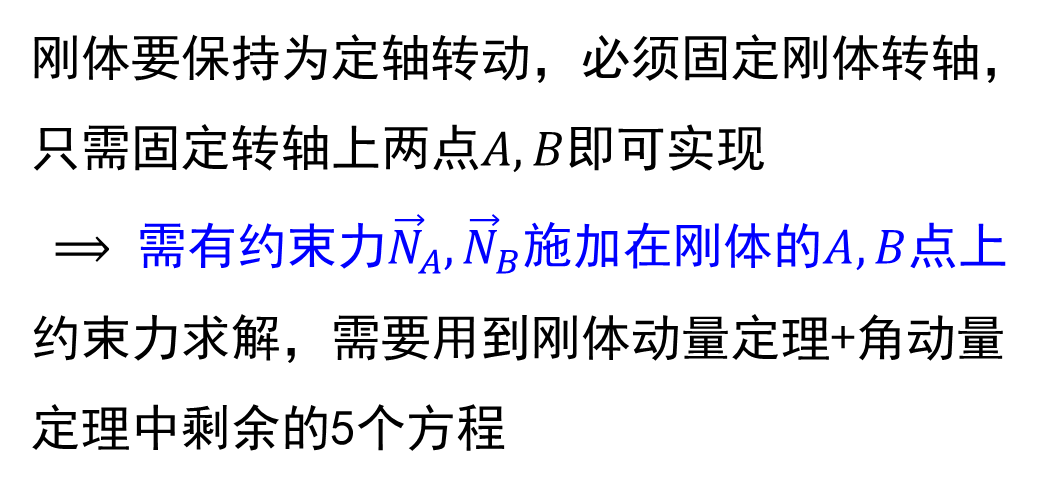 刚体要保持为定轴转动，必须固定刚体转轴，
只需固定转轴上两点A, B即可实现
⟹ 需有约束力$\vec{N}_A, \vec{N}_B$施加在刚体的A, B点上
约束力求解，需要用到刚体动量定理+角动量
定理中剩余的5个方程